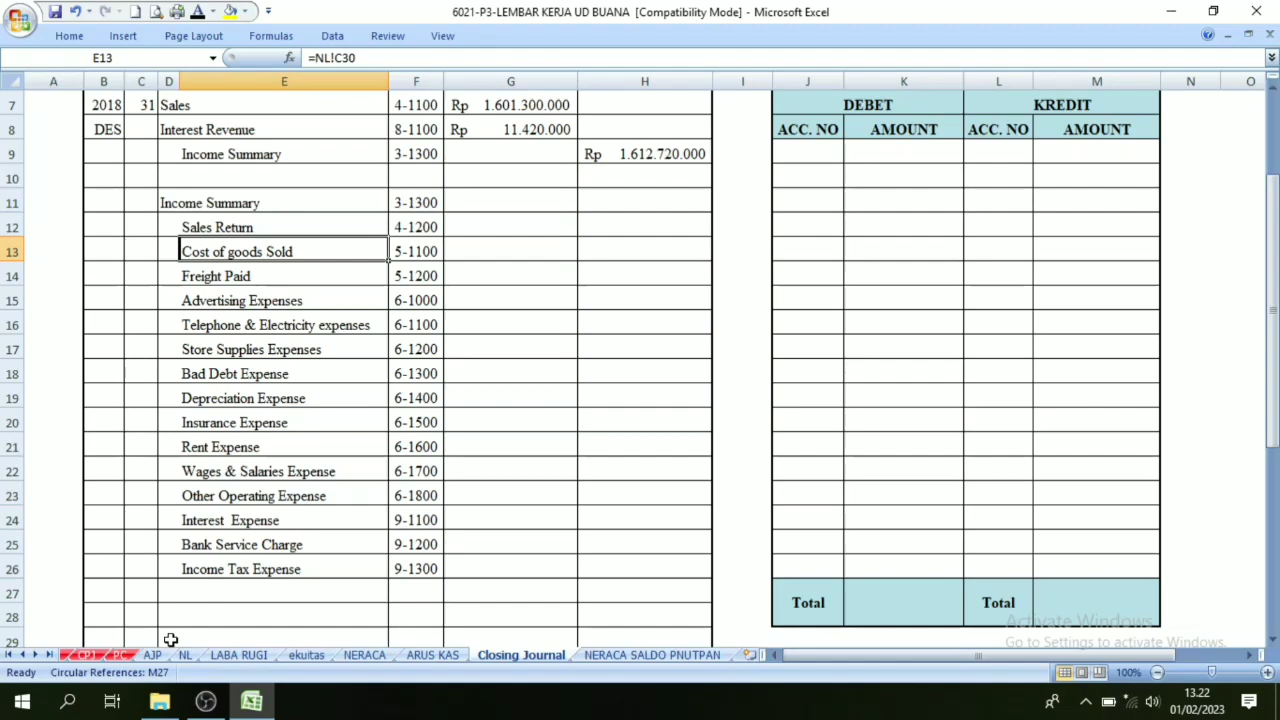 6021-P3-LEMBAR KERJA UD BUANA [Compatibility Mode] - Microsoft Excel
Home Insert Page Layout Formulas Data Review View
E13 fx =NL!C30
A B C D E F G H I J K L M N O
7 2018 31 Sales 4-1100 Rp 1.601.300.000 DEBET KREDIT
8 DES Interest Revenue 8-1100 Rp 11.420.000 ACC. NO AMOUNT ACC. NO AMOUNT
9 Income Summary 3-1300 Rp 1.612.720.000
10
11 Income Summary 3-1300
12 Sales Return 4-1200
13 Cost of goods Sold 5-1100
14 Freight Paid 5-1200
15 Advertising Expenses 6-1000
16 Telephone & Electricity expenses 6-1100
17 Store Supplies Expenses 6-1200
18 Bad Debt Expense 6-1300
19 Depreciation Expense 6-1400
20 Insurance Expense 6-1500
21 Rent Expense 6-1600
22 Wages & Salaries Expense 6-1700
23 Other Operating Expense 6-1800
24 Interest Expense 9-1100
25 Bank Service Charge 9-1200
26 Income Tax Expense 9-1300
27
Total Total
28
Activate Windows
29
Go to Settings to activate Windows.
CPJ PC AJP NL LABA RUGI ekuitas NERACA ARUS KAS Closing Journal NERACA SALDO PNUTPAN
Ready Circular References: M27 100%
13.22
01/02/2023